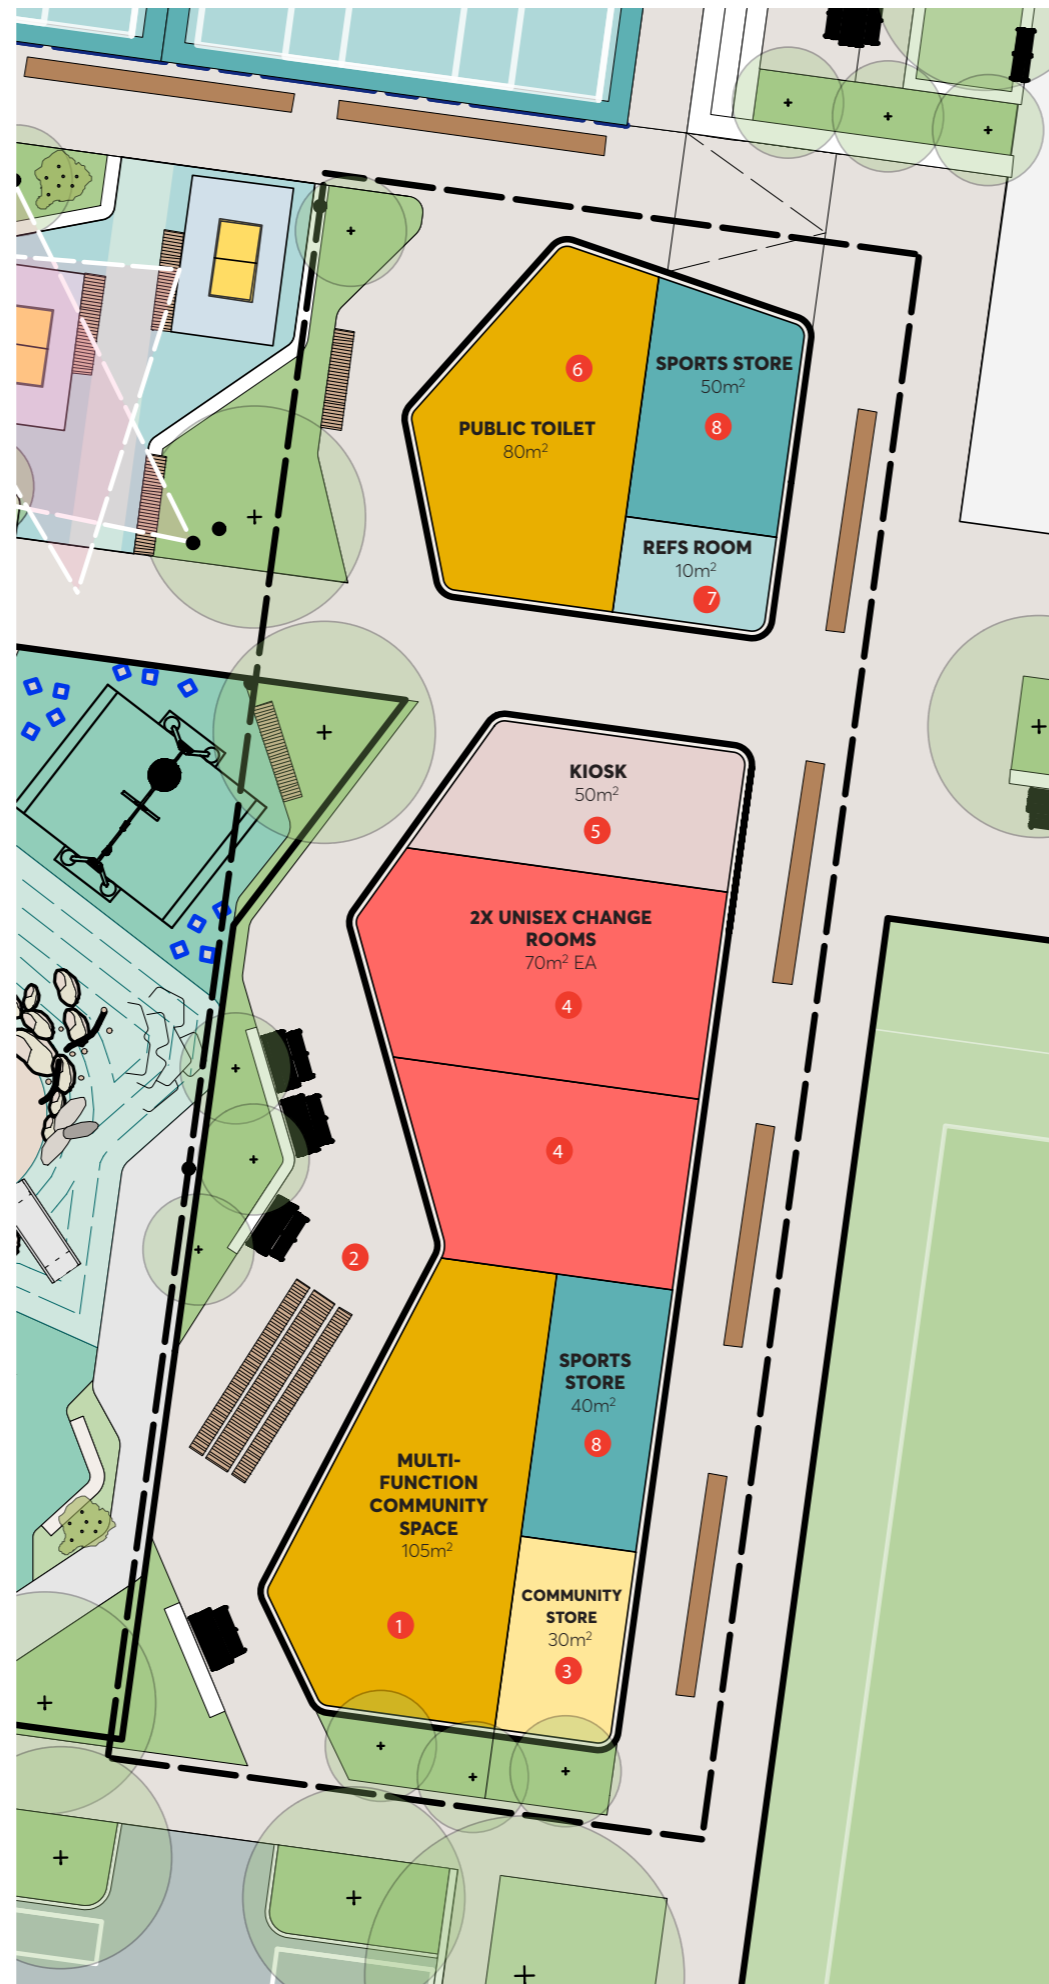 6
SPORTS STORE
50m²
8
PUBLIC TOILET
80m²
REFS ROOM
10m²
7
KIOSK
50m²
5
2X UNISEX CHANGE
ROOMS
70m² EA
4
4
2
SPORTS
STORE
40m²
8
MULTI-
FUNCTION
COMMUNITY
SPACE
105m²
1
COMMUNITY
STORE
30m²
3